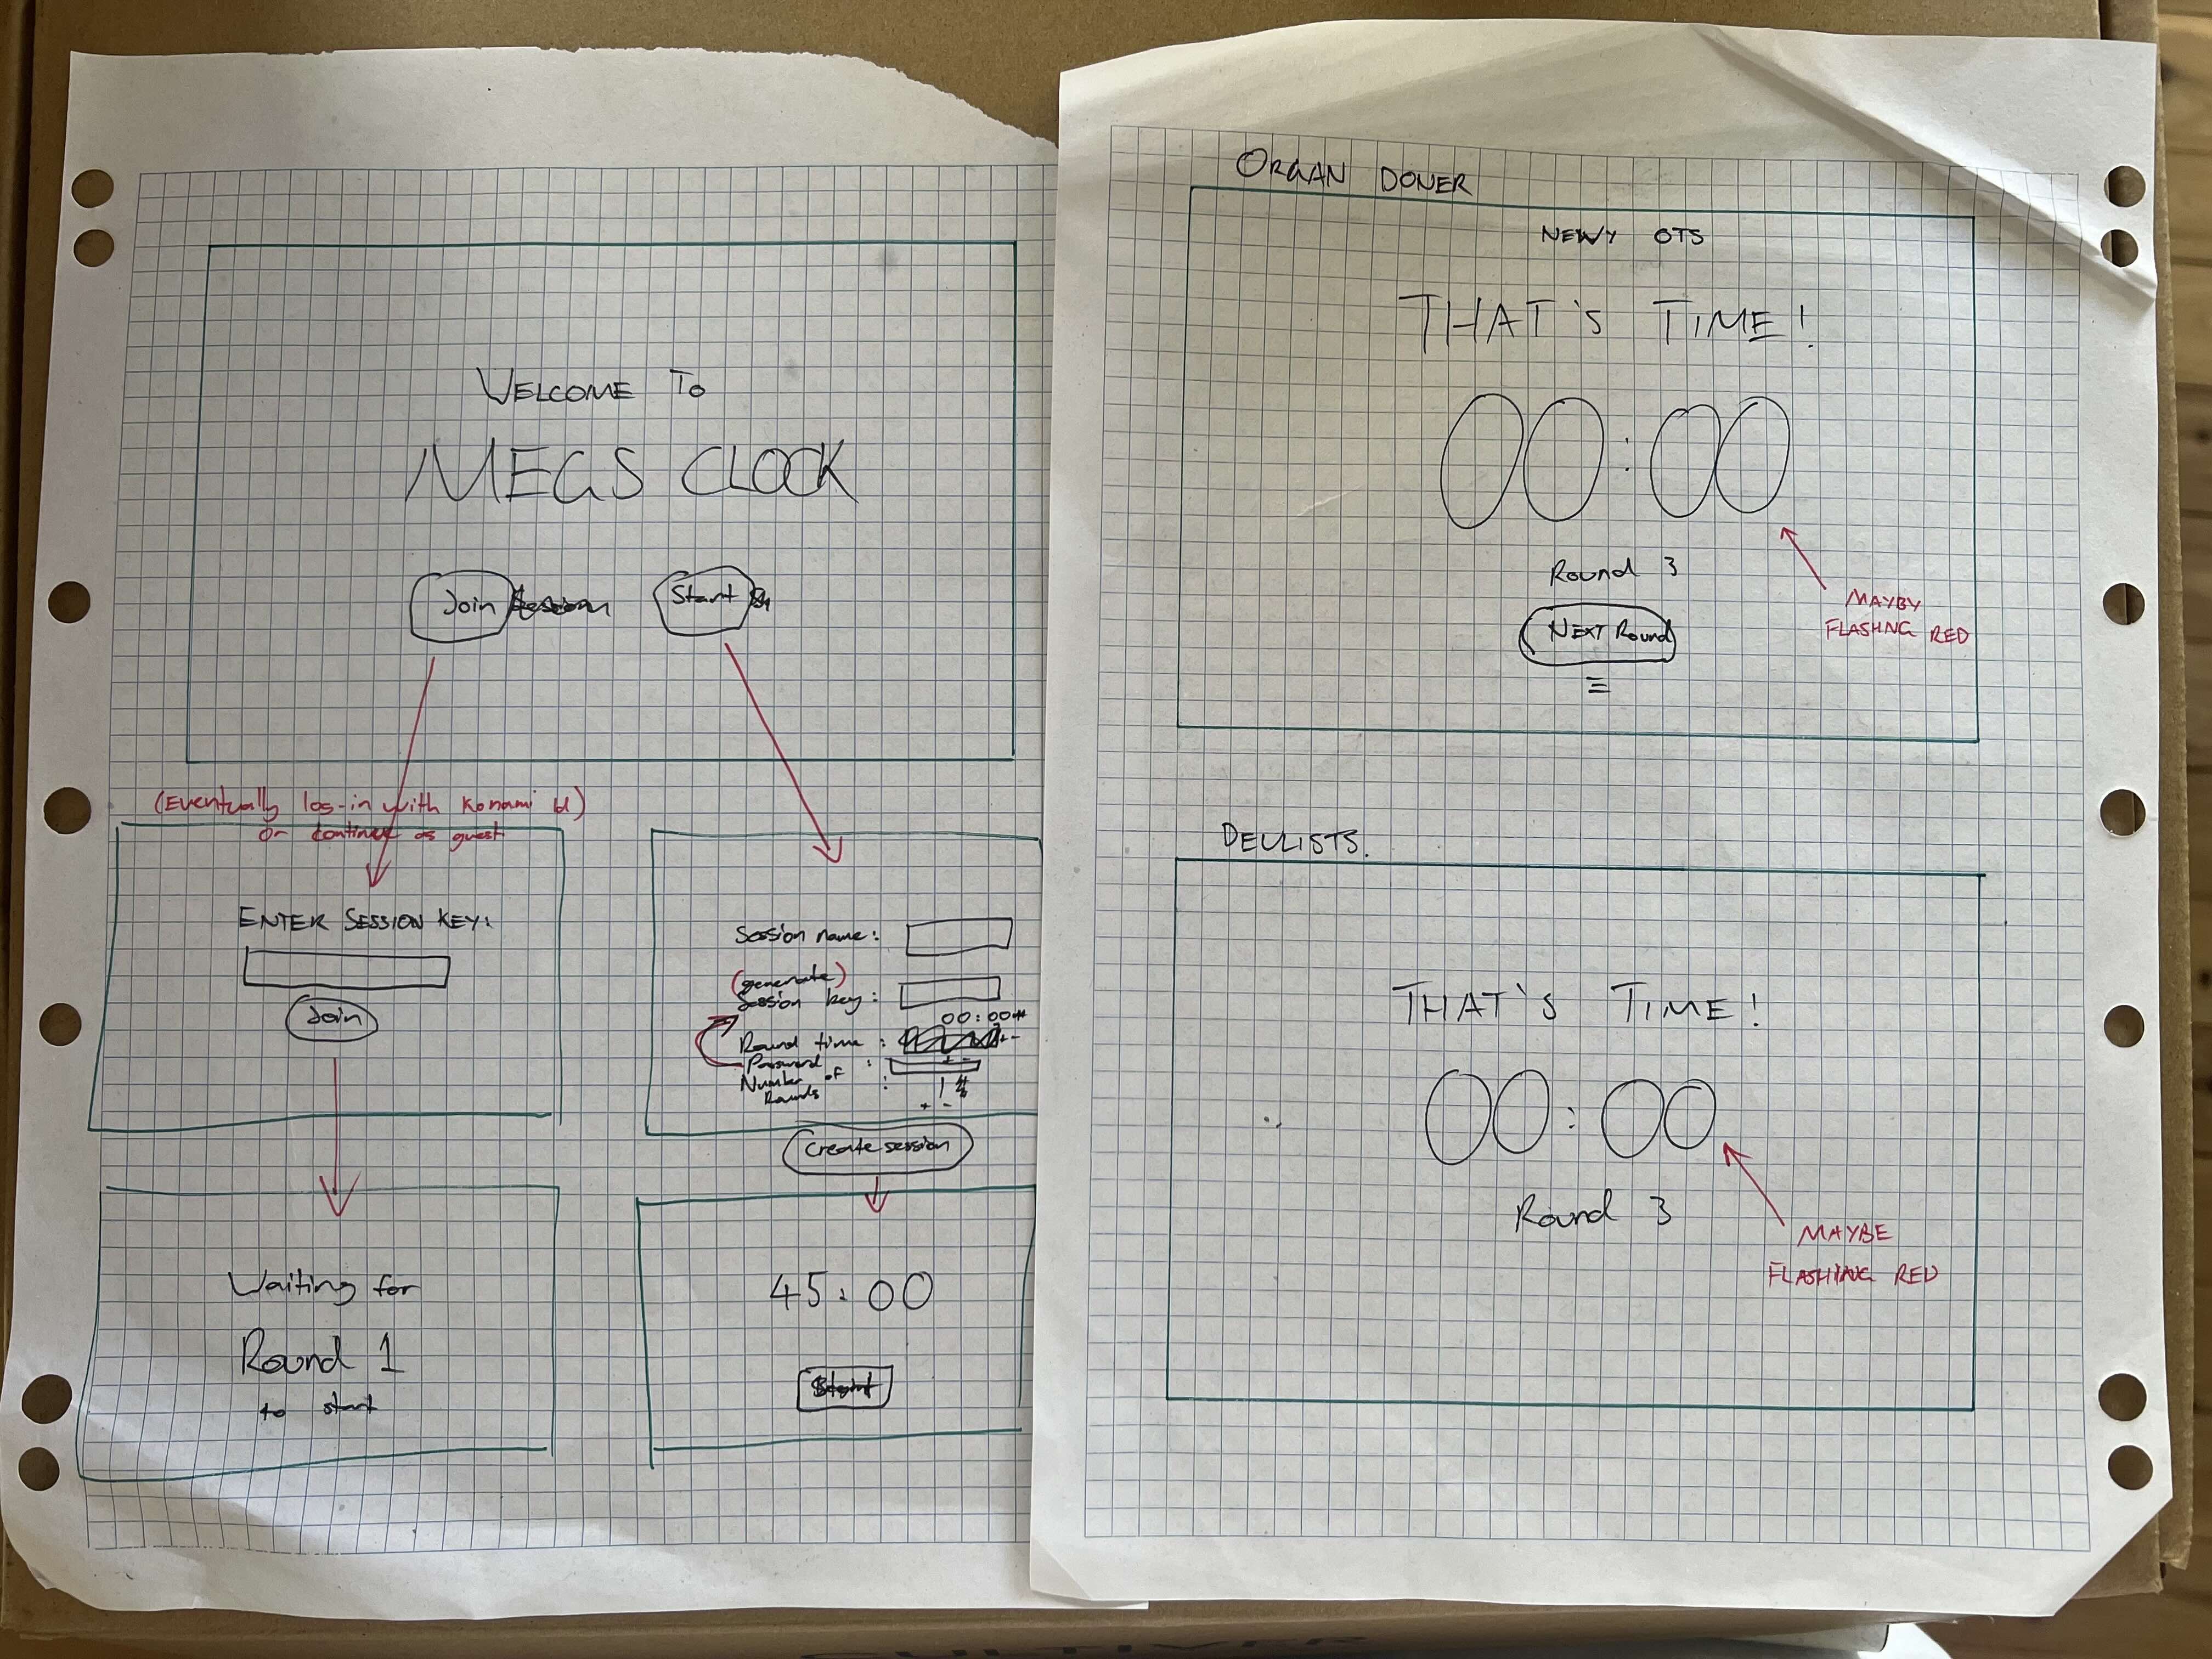 WELCOME TO
MEGS CLOCK
Join Session
Start
(Eventually log-in with Konami id)
or continue as guest
ENTER SESSION KEY:
Join
Waiting for
Round 1
to start
Session name:
(generate)
Session key:
00:00
Round time : + -
Password :
+ -
Number of :
Rounds
+ -
Create session
45:00
Start
ORGAN DONER
NEWY OTS
THAT'S TIME!
00:00
Round 3
NEXT Round
MAYBY
FLASHNG RED
DEULISTS.
THAT'S TIME!
00:00
Round 3
MAYBE
FLASHING RED